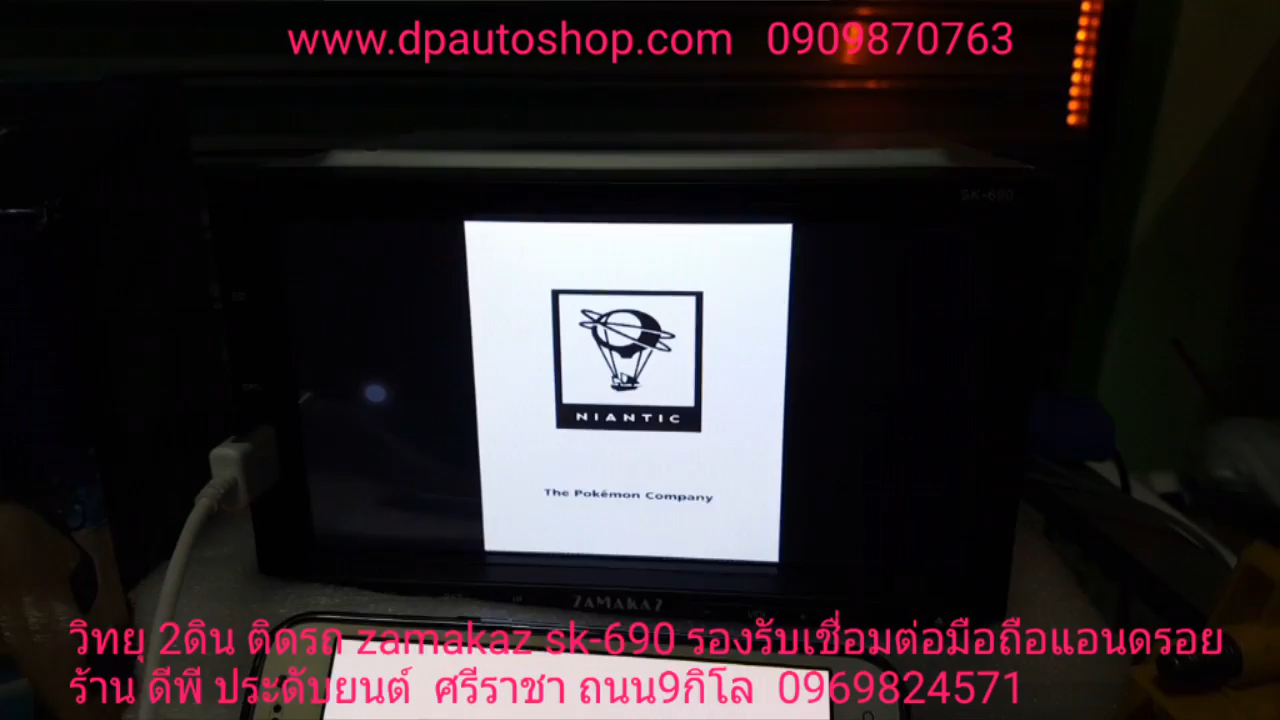 www.dpautoshop.com 0909870763
SK-690
NIANTIC
The Pokémon Company
ZAMAKAZ
วิทยุ 2ดิน ติดรถ zamakaz sk-690 รองรับเชื่อมต่อมือถือแอนดรอย
ร้าน ดีพี ประดับยนต์ ศรีราชา ถนน9กิโล 0969824571